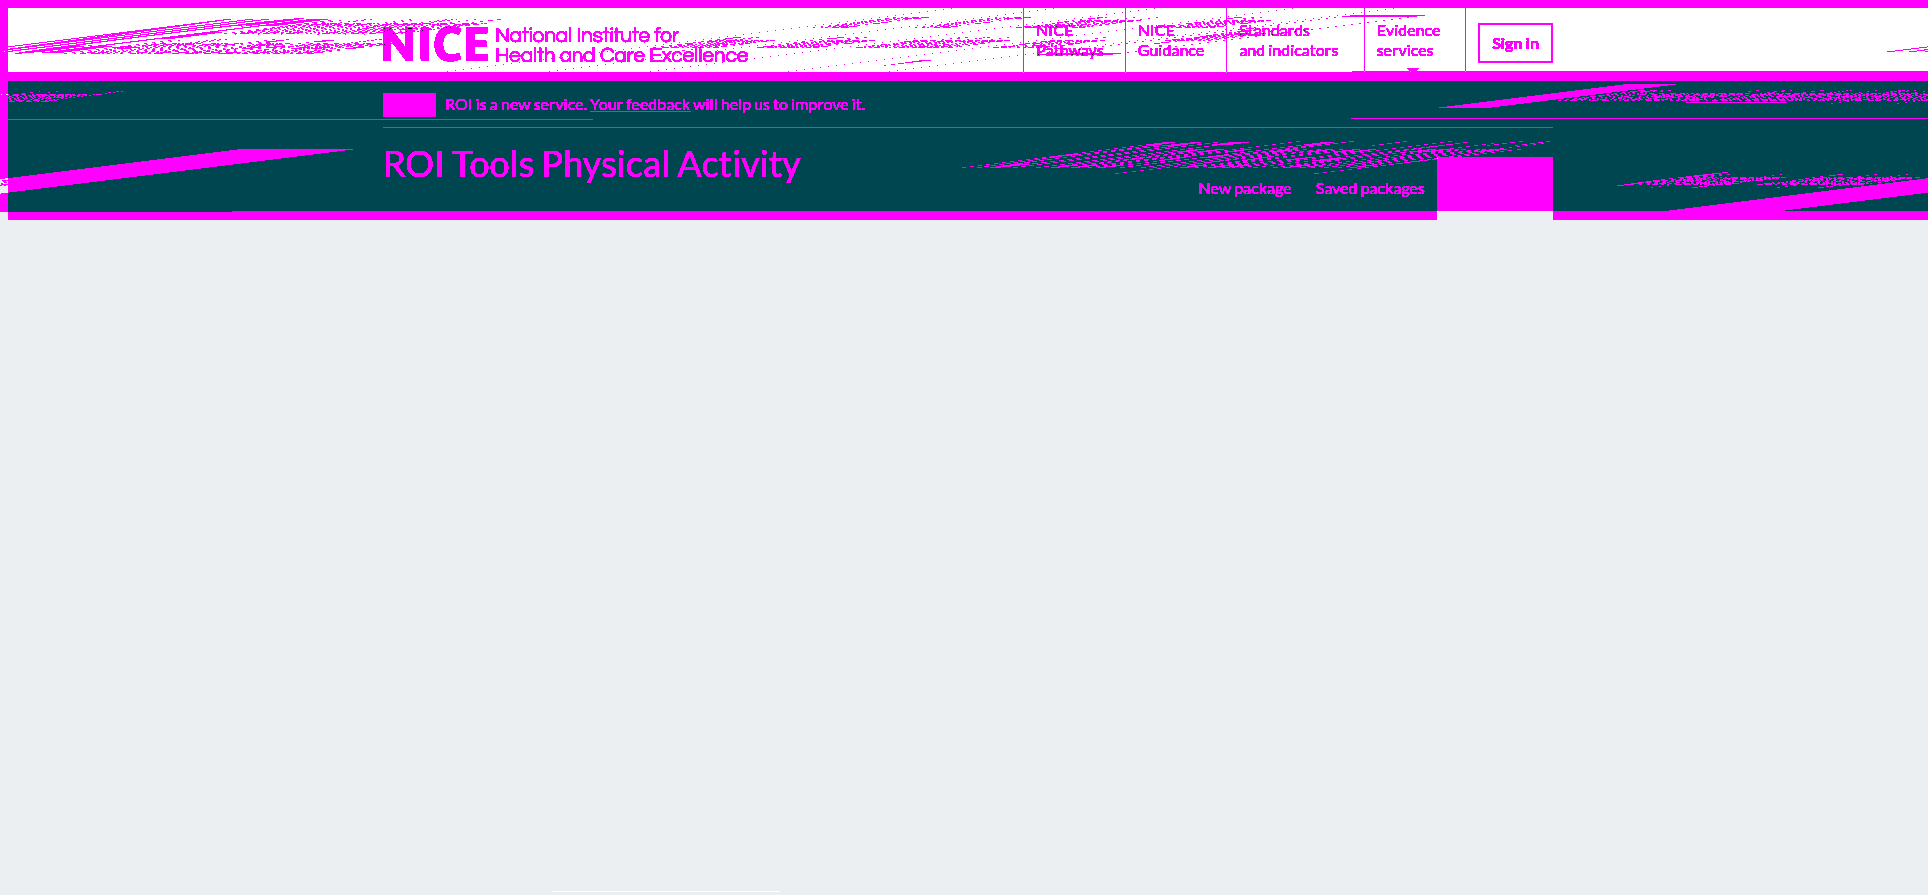 NICE National Institute for
Health and Care Excellence
NICE
Pathways
NICE
Guidance
Standards
and indicators
Evidence
services
Sign in
ROI is a new service. Your feedback will help us to improve it.
ROI Tools Physical Activity
New package
Saved packages